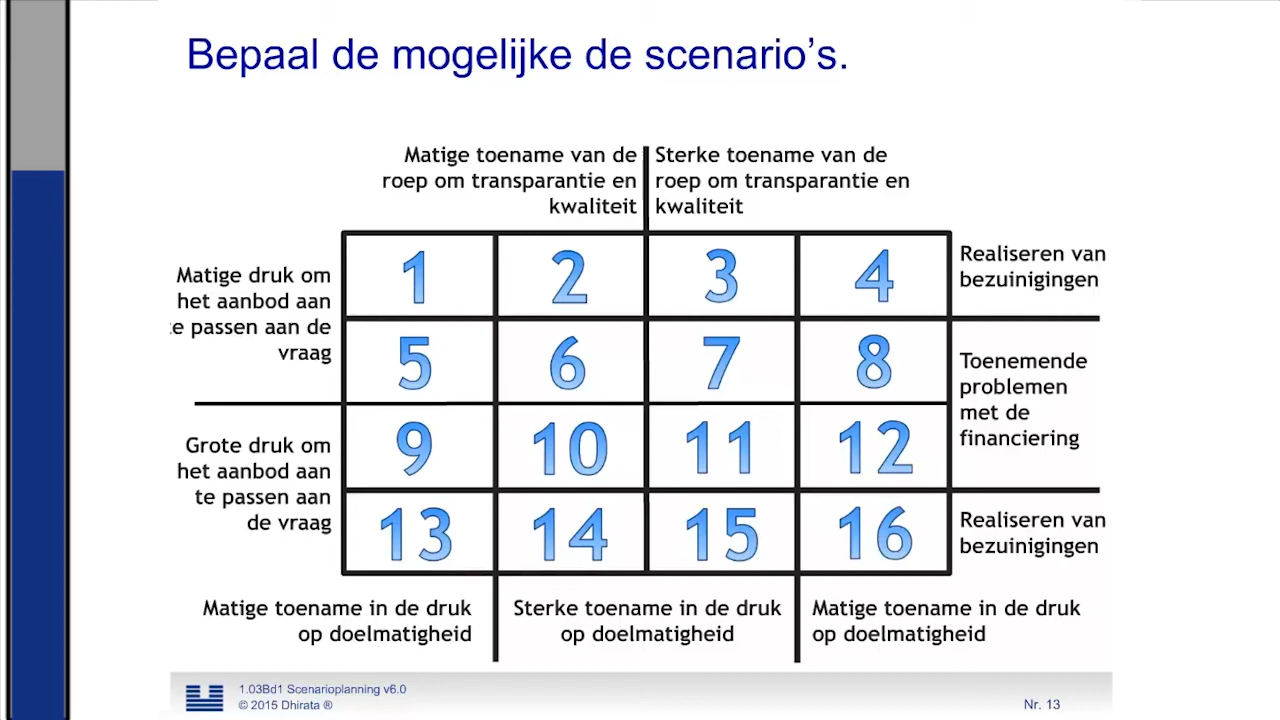 Bepaal de mogelijke de scenario's.
Matige toename van de
roep om transparantie en
kwaliteit
Sterke toename van de
roep om transparantie en
kwaliteit
Matige druk om
het aanbod aan
te passen aan de
vraag
1 2 3 4
Realiseren van
bezuinigingen
5 6 7 8
Toenemende
problemen
met de
financiering
Grote druk om
het aanbod aan
te passen aan
de vraag
9 10 11 12
13 14 15 16
Realiseren van
bezuinigingen
Matige toename in de druk
op doelmatigheid
Sterke toename in de druk
op doelmatigheid
Matige toename in de druk
op doelmatigheid
1.03Bd1 Scenarioplanning v6.0
© 2015 Dhirata ®
Nr. 13